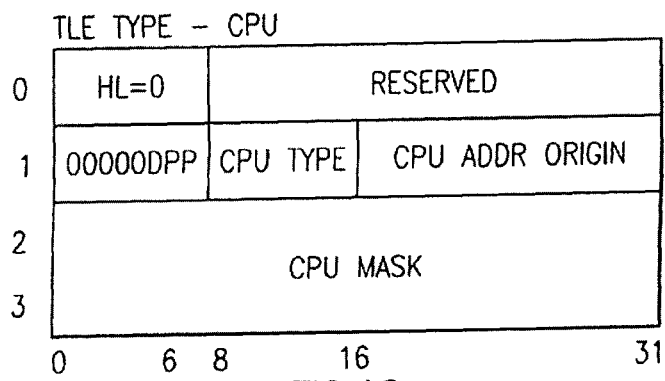 TLE TYPE - CPU
0 HL=0 RESERVED
1 00000DPP CPU TYPE CPU ADDR ORIGIN
2
CPU MASK
3
0 6 8 16 31